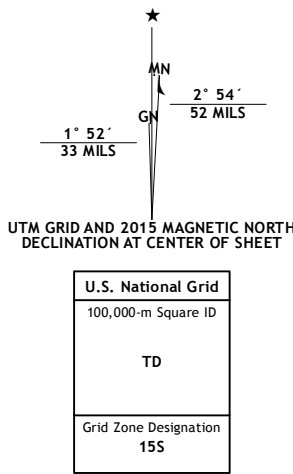 ★
MN
GN
2° 54´
52 MILS
1° 52´
33 MILS
UTM GRID AND 2015 MAGNETIC NORTH
DECLINATION AT CENTER OF SHEET
U.S. National Grid
100,000-m Square ID
TD
Grid Zone Designation
15S